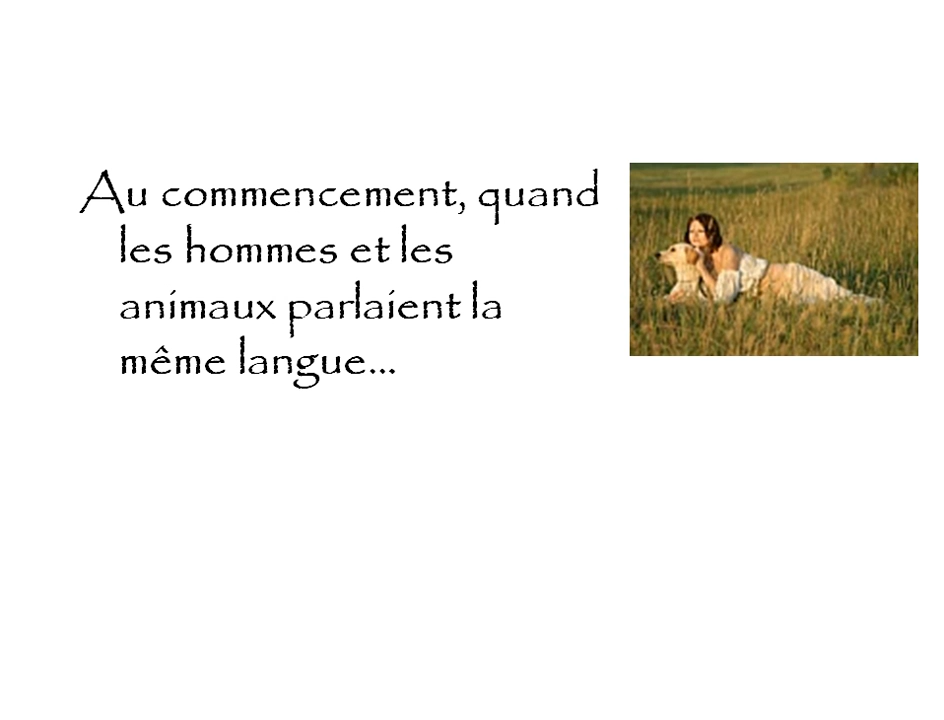 Au commencement, quand
les hommes et les
animaux parlaient la
même langue...